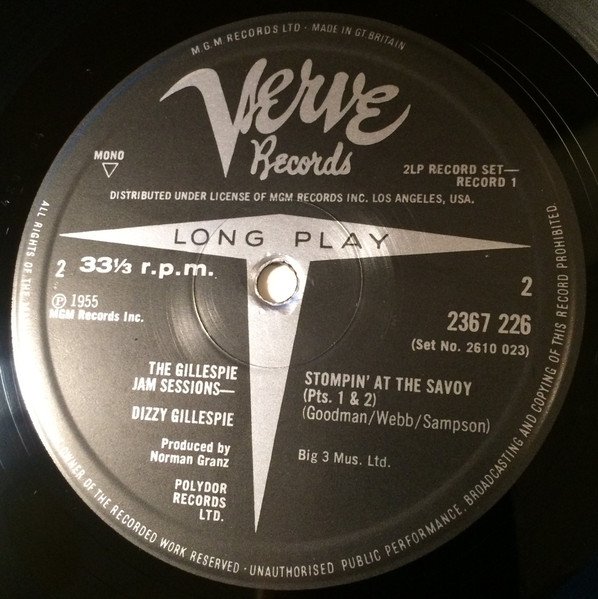 M.G.M RECORDS LTD · MADE IN GT. BRITAIN
Verve
Records
MONO
2LP RECORD SET—
RECORD 1
DISTRIBUTED UNDER LICENSE OF MGM RECORDS INC. LOS ANGELES, USA.
LONG PLAY
2 33⅓ r.p.m.
2
℗ 1955
MGM Records Inc.
2367 226
(Set No. 2610 023)
THE GILLESPIE
JAM SESSIONS—
DIZZY GILLESPIE
Produced by
Norman Granz
POLYDOR
RECORDS
LTD.
STOMPIN' AT THE SAVOY
(Pts. 1 & 2)
(Goodman/Webb/Sampson)
Big 3 Mus. Ltd.
ALL RIGHTS OF THE
OWNER OF THE RECORDED WORK RESERVED · UNAUTHORISED PUBLIC PERFORMANCE, BROADCASTING AND COPYING OF THIS RECORD PROHIBITED.